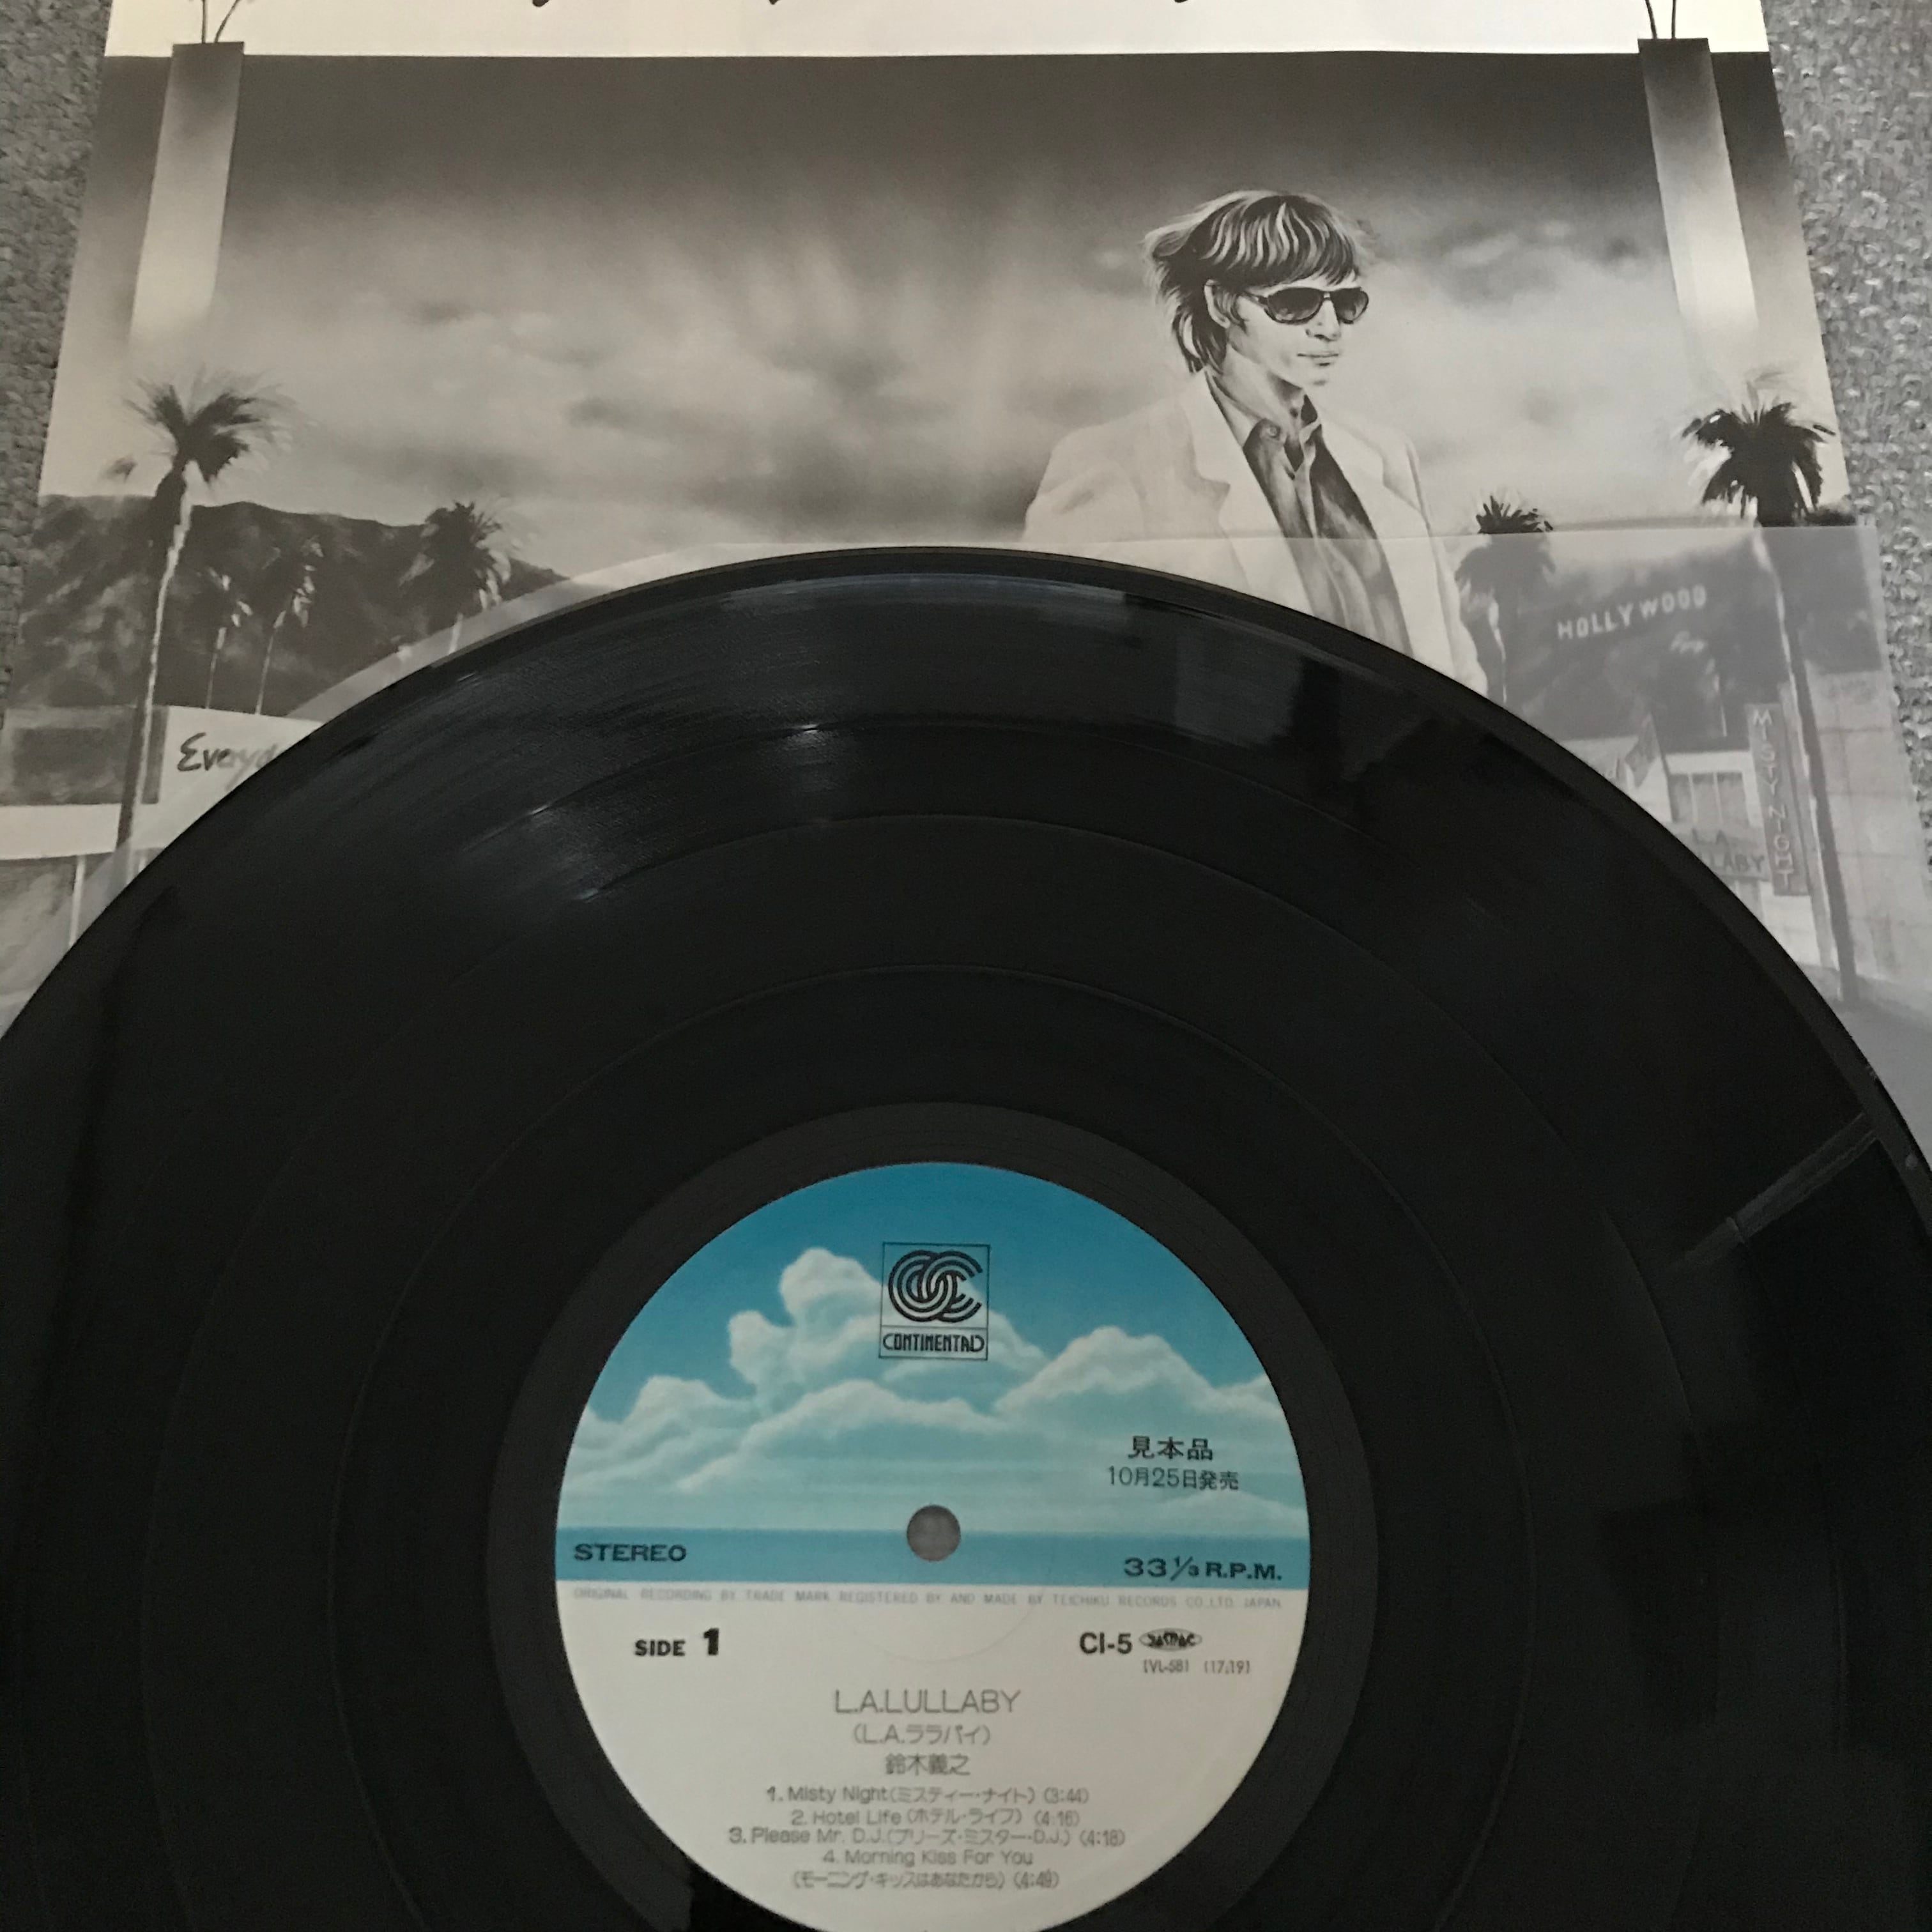 HOLLYWOOD
MISTY NIGHT
L.A.
CONTINENTAL
見本品
10月25日発売
STEREO
33 1/3 R.P.M.
ORIGINAL RECORDING BY TRADE MARK REGISTERED BY AND MADE BY TEICHIKU RECORDS CO.,LTD. JAPAN.
SIDE 1
CI-5 JASRAC
(VL-58) (17.19)
L.A.LULLABY
(L.A.ララバイ)
鈴木義之
1. Misty Night(ミスティー・ナイト) (3:44)
2. Hotel Life (ホテル・ライフ) (4:16)
3. Please Mr. D.J.(プリーズ・ミスター・D.J.) (4:18)
4. Morning Kiss For You
(モーニング・キッスはあなたから) (4:49)